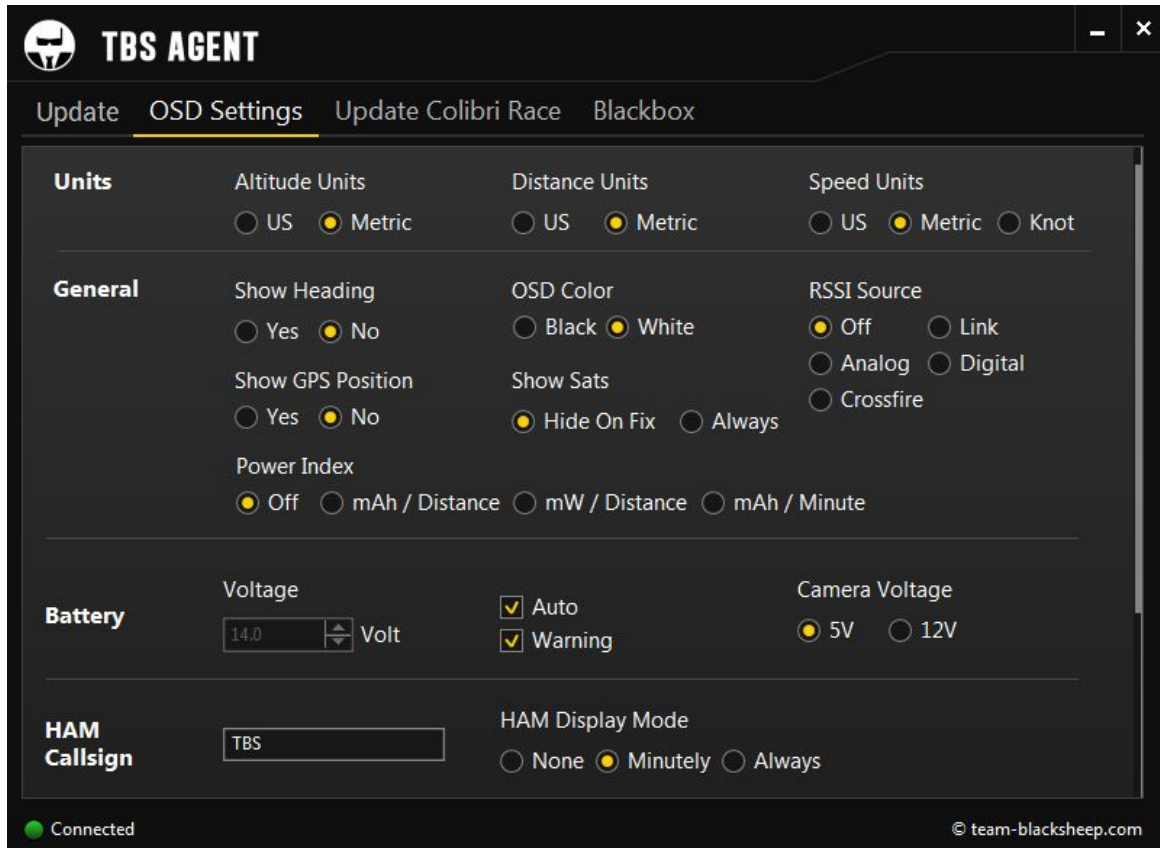 TBS AGENT
Update OSD Settings Update Colibri Race Blackbox
Units Altitude Units Distance Units Speed Units
US Metric US Metric US Metric Knot
General Show Heading OSD Color RSSI Source
Yes No Black White Off Link
Analog Digital
Show GPS Position Show Sats
Crossfire
Yes No Hide On Fix Always
Power Index
Off mAh / Distance mW / Distance mAh / Minute
Voltage Camera Voltage
Battery Auto
14.0 Volt 5V 12V
Warning
HAM Display Mode
HAM
Callsign TBS
None Minutely Always
Connected © team-blacksheep.com